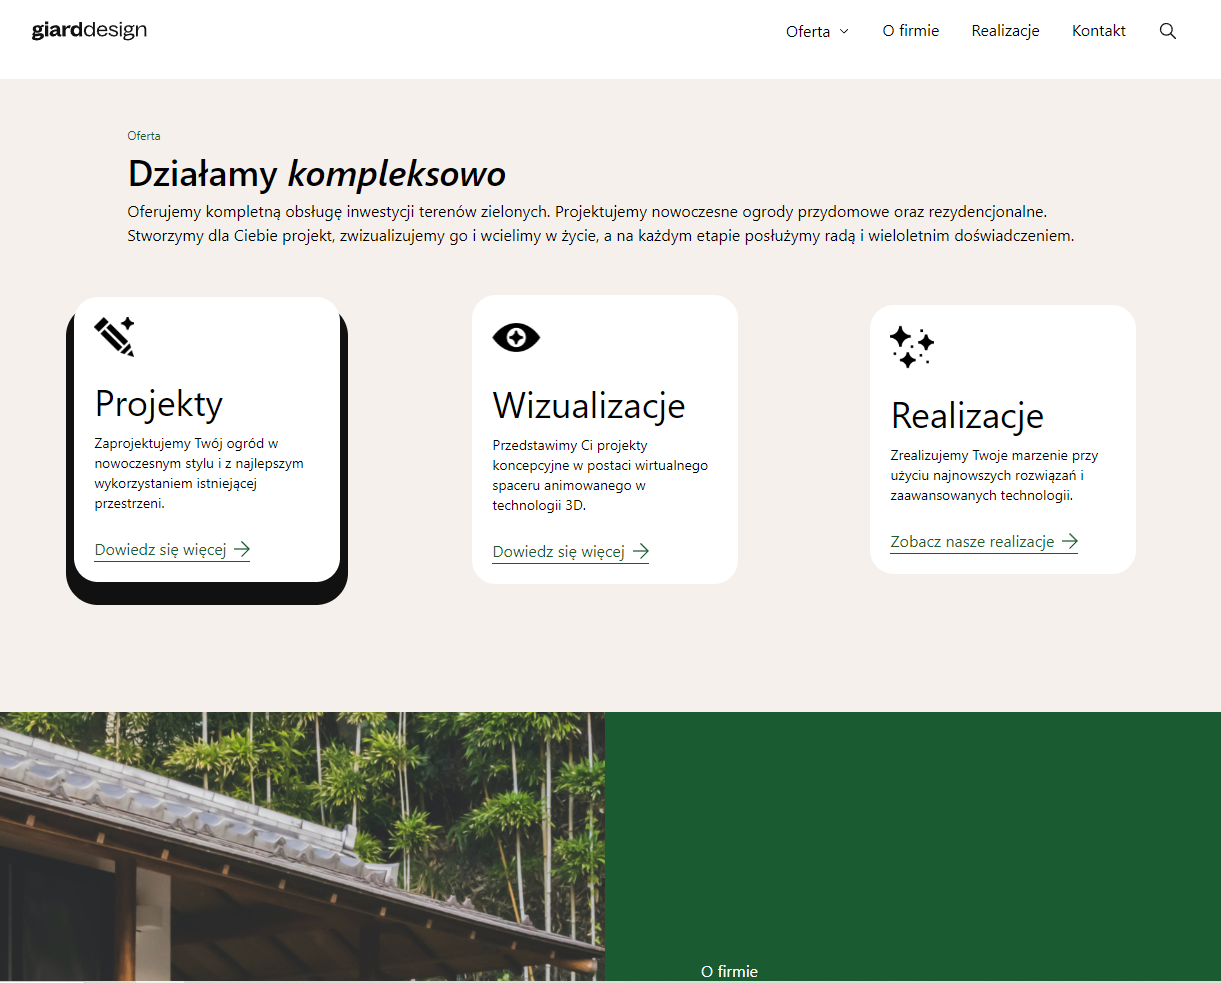 giarddesign
Oferta
O firmie
Realizacje
Kontakt
Oferta
Działamy kompleksowo
Oferujemy kompletną obsługę inwestycji terenów zielonych. Projektujemy nowoczesne ogrody przydomowe oraz rezydencjonalne.
Stworzymy dla Ciebie projekt, zwizualizujemy go i wcielimy w życie, a na każdym etapie posłużymy radą i wieloletnim doświadczeniem.
Projekty
Zaprojektujemy Twój ogród w
nowoczesnym stylu i z najlepszym
wykorzystaniem istniejącej
przestrzeni.
Dowiedz się więcej
Wizualizacje
Przedstawimy Ci projekty
koncepcyjne w postaci wirtualnego
spaceru animowanego w
technologii 3D.
Dowiedz się więcej
Realizacje
Zrealizujemy Twoje marzenie przy
użyciu najnowszych rozwiązań i
zaawansowanych technologii.
Zobacz nasze realizacje
O firmie